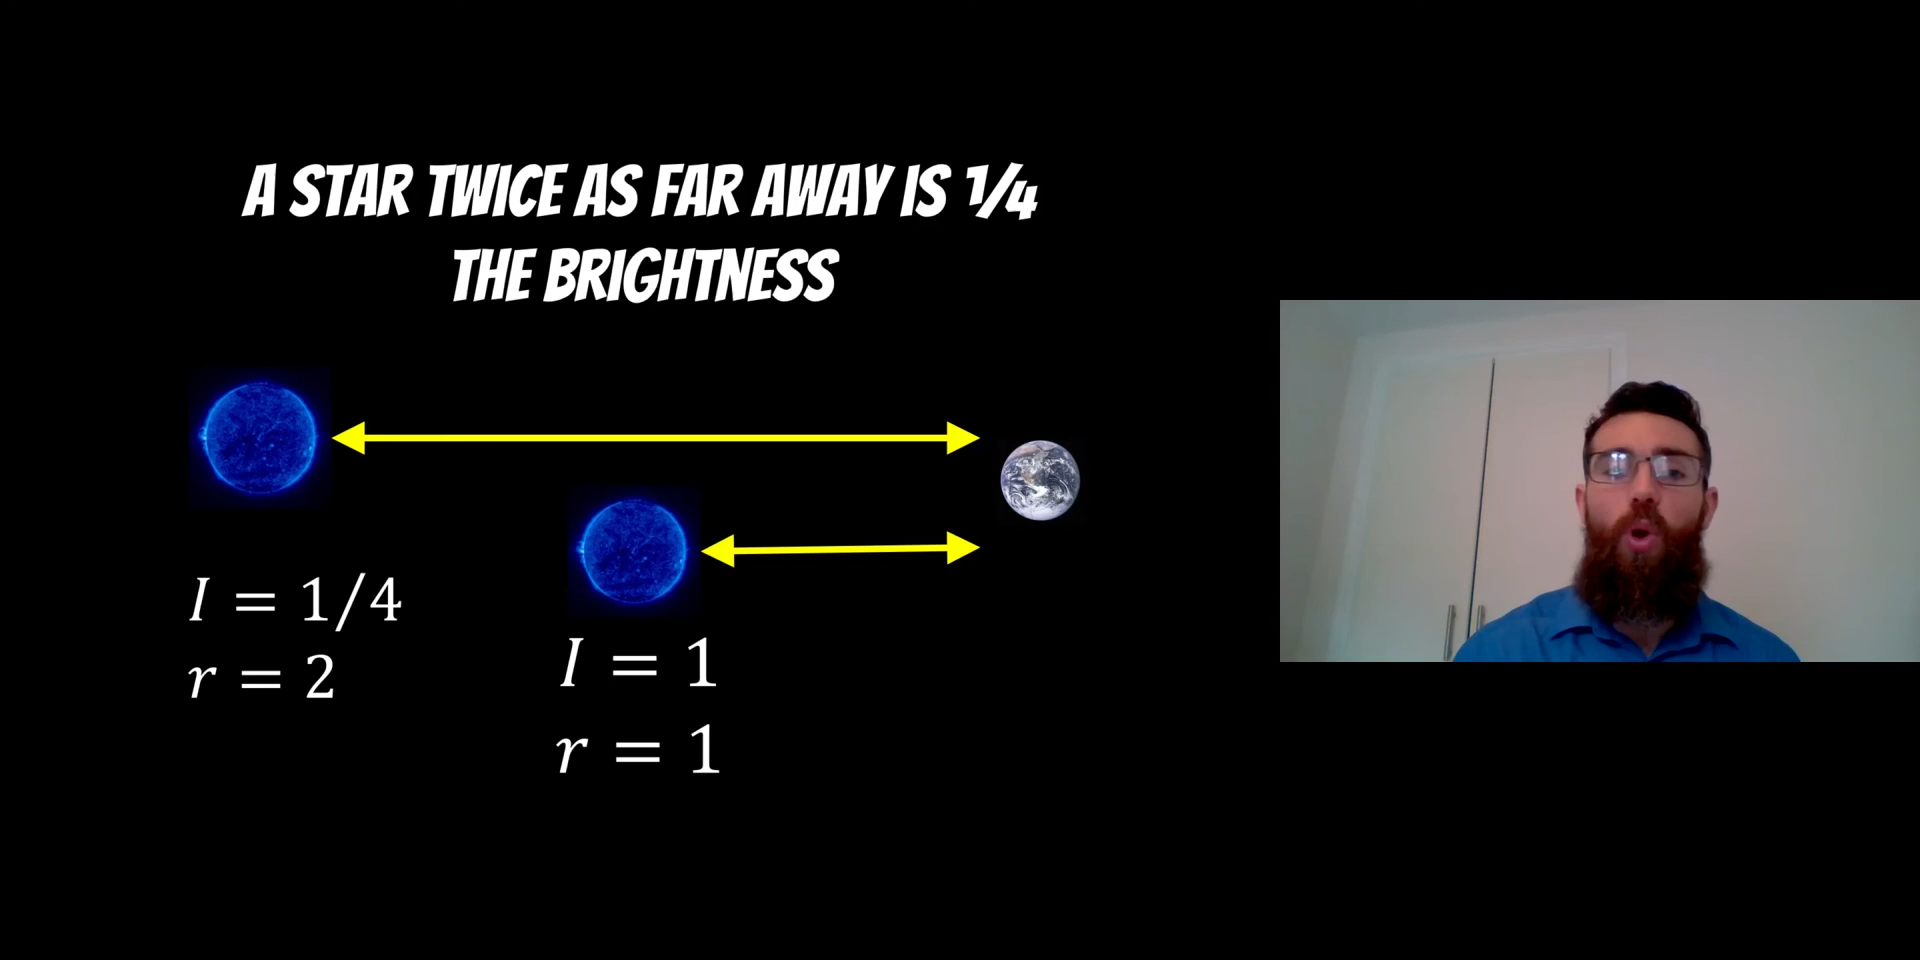 A STAR TWICE AS FAR AWAY IS 1/4
THE BRIGHTNESS
I = 1/4
r = 2
I = 1
r = 1